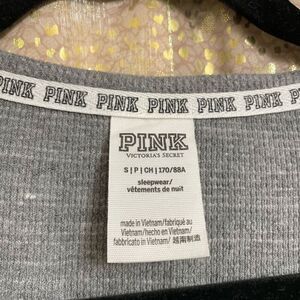 PINK PINK PINK PINK PINK PINK PINK
PINK
VICTORIA'S SECRET
S | P | CH | 170/88A
sleepwear/
vêtements de nuit
made in Vietnam/fabriqué au
Vietnam/hecho en Vietnam/
fabbricato in Vietnam/ 越南制造